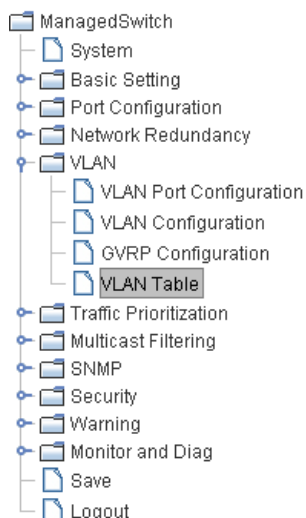 ManagedSwitch
System
Basic Setting
Port Configuration
Network Redundancy
VLAN
VLAN Port Configuration
VLAN Configuration
GVRP Configuration
VLAN Table
Traffic Prioritization
Multicast Filtering
SNMP
Security
Warning
Monitor and Diag
Save
Logout